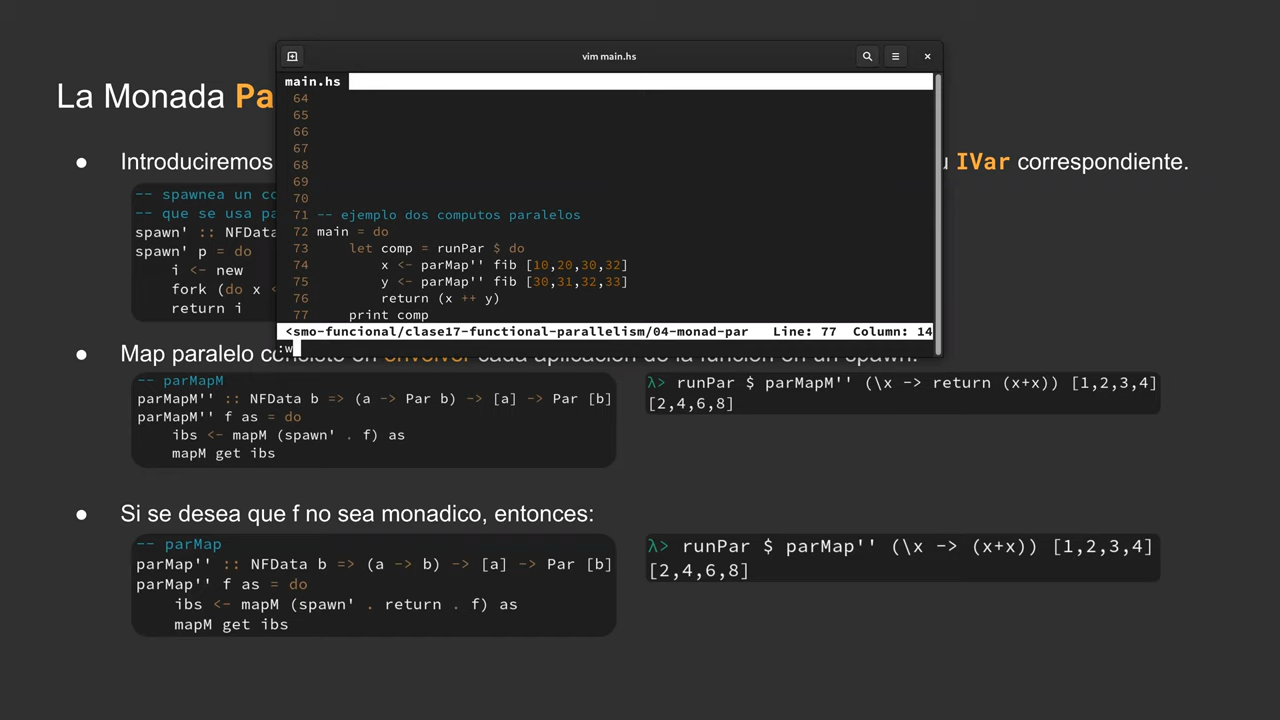 La Monada Pa
vim main.hs
main.hs
64
65
66
67
68
69
70
71 -- ejemplo dos computos paralelos
72 main = do
73 let comp = runPar $ do
74 x <- parMap'' fib [10,20,30,32]
75 y <- parMap'' fib [30,31,32,33]
76 return (x ++ y)
77 print comp
<smo-funcional/clase17-functional-parallelism/04-monad-par Line: 77 Column: 14
:w
● Introduciremos IVar correspondiente.
-- spawnea un co
-- que se usa pa
spawn' :: NFData
spawn' p = do
i <- new
fork (do x <
return i
● Map paralelo consiste en envolver cada aplicación de la función en un spawn.
-- parMapM
parMapM'' :: NFData b => (a -> Par b) -> [a] -> Par [b]
parMapM'' f as = do
ibs <- mapM (spawn' . f) as
mapM get ibs
λ> runPar $ parMapM'' (\x -> return (x+x)) [1,2,3,4]
[2,4,6,8]
● Si se desea que f no sea monadico, entonces:
-- parMap
parMap'' :: NFData b => (a -> b) -> [a] -> Par [b]
parMap'' f as = do
ibs <- mapM (spawn' . return . f) as
mapM get ibs
λ> runPar $ parMap'' (\x -> (x+x)) [1,2,3,4]
[2,4,6,8]